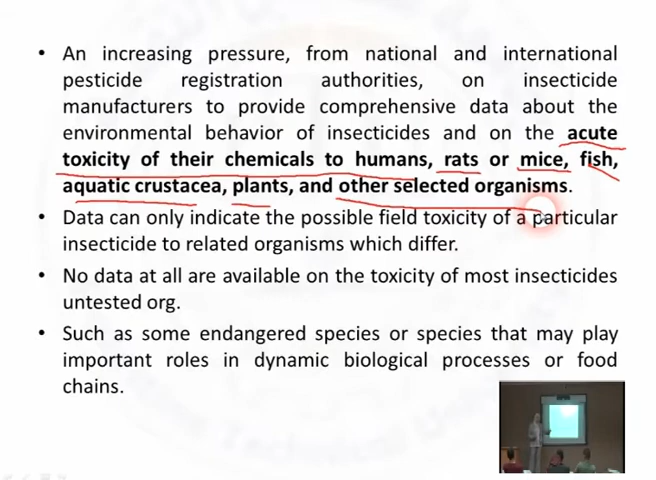 • An increasing pressure, from national and international
pesticide registration authorities, on insecticide
manufacturers to provide comprehensive data about the
environmental behavior of insecticides and on the acute
toxicity of their chemicals to humans, rats or mice, fish,
aquatic crustacea, plants, and other selected organisms.
• Data can only indicate the possible field toxicity of a particular
insecticide to related organisms which differ.
• No data at all are available on the toxicity of most insecticides
untested org.
• Such as some endangered species or species that may play
important roles in dynamic biological processes or food
chains.